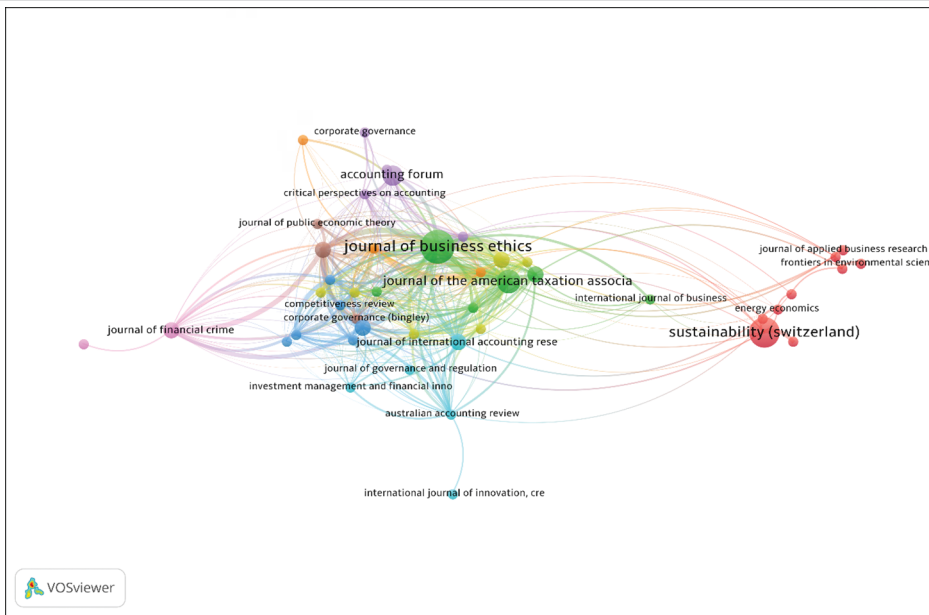 corporate governance
accounting forum
critical perspectives on accounting
journal of public economic theory
journal of business ethics
journal of applied business research
frontiers in environmental scien
journal of the american taxation associa
international journal of business
competitiveness review
energy economics
corporate governance (bingley)
journal of financial crime
sustainability (switzerland)
journal of international accounting rese
journal of governance and regulation
investment management and financial inno
australian accounting review
international journal of innovation, cre
VOSviewer